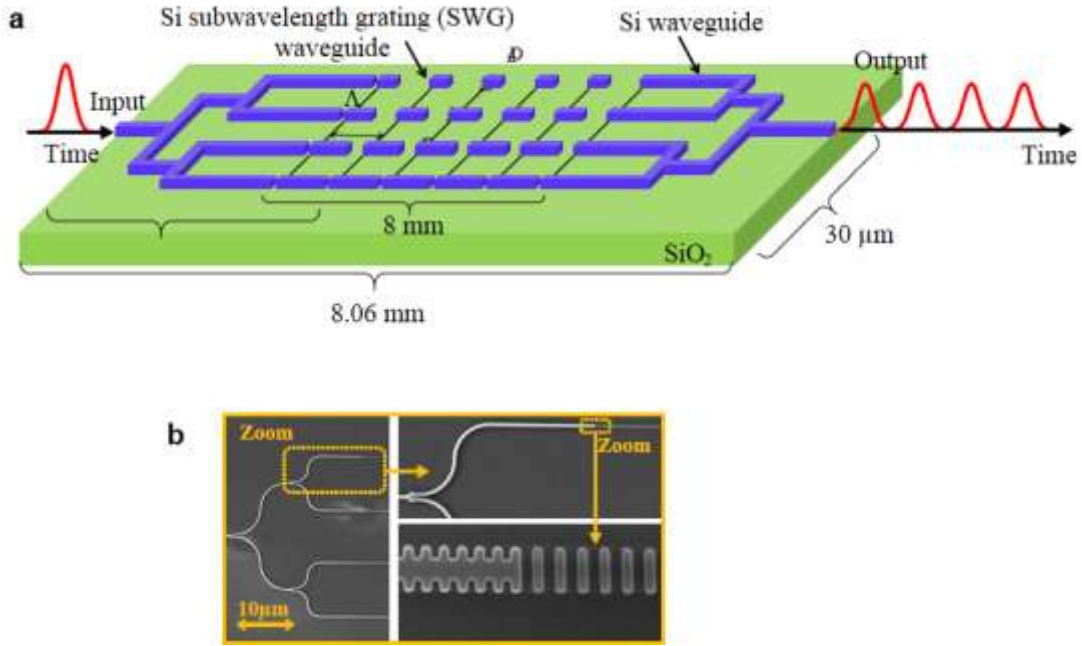 a
Si subwavelength grating (SWG)
waveguide
Si waveguide
Input
Output
Λ
Time
Time
8 mm
30 µm
SiO2
8.06 mm
b
Zoom
Zoom
10µm